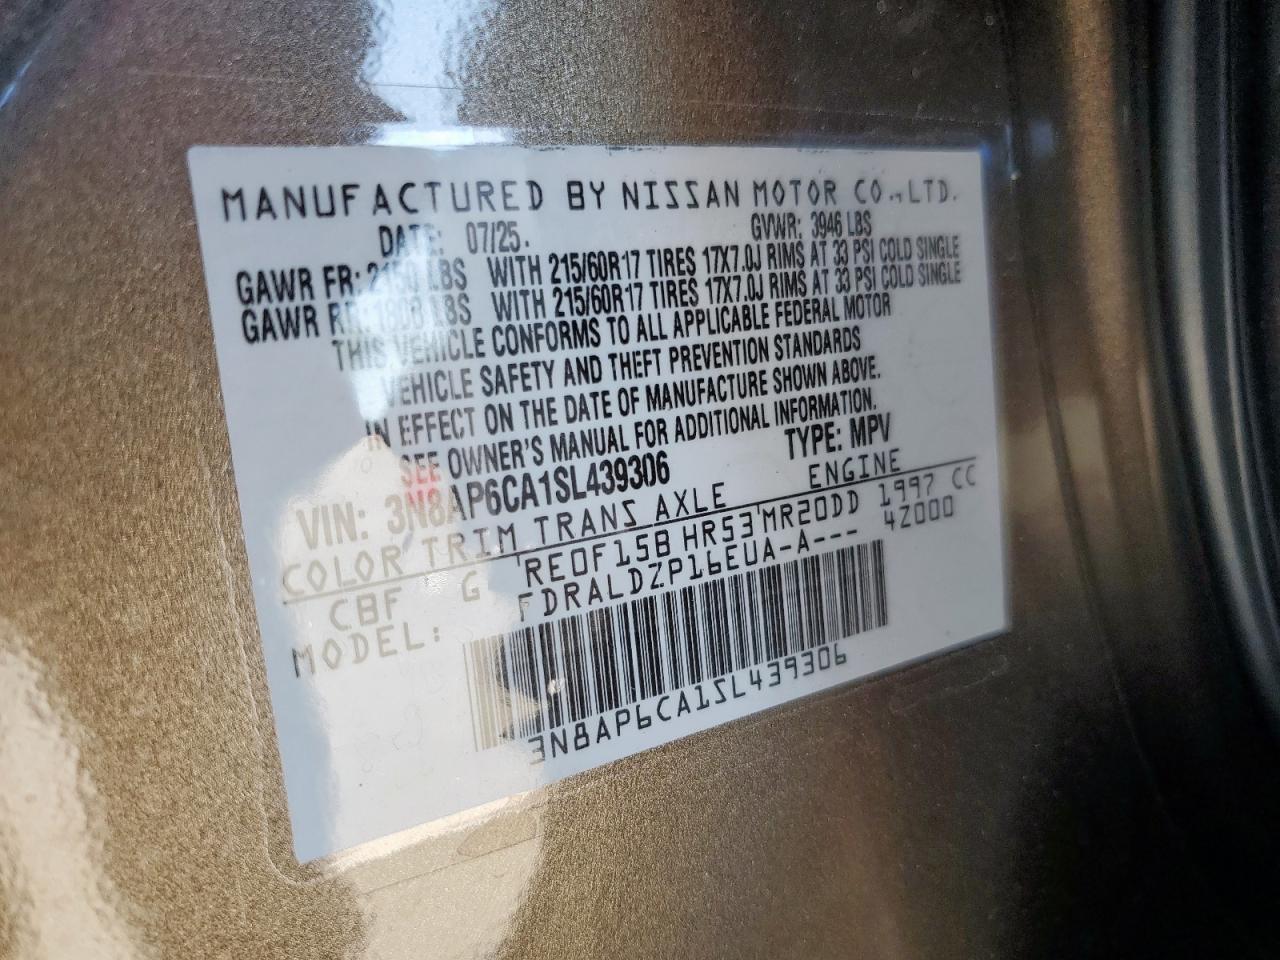 MANUFACTURED BY NISSAN MOTOR CO.,LTD.
DATE: 07/25. GVWR: 3946 LBS
GAWR FR: LBS WITH 215/60R17 TIRES 17X7.0J RIMS AT 33 PSI COLD SINGLE
GAWR RR: LBS WITH 215/60R17 TIRES 17X7.0J RIMS AT 33 PSI COLD SINGLE
THIS VEHICLE CONFORMS TO ALL APPLICABLE FEDERAL MOTOR
VEHICLE SAFETY AND THEFT PREVENTION STANDARDS
IN EFFECT ON THE DATE OF MANUFACTURE SHOWN ABOVE.
SEE OWNER'S MANUAL FOR ADDITIONAL INFORMATION.
VIN: 3N8AP6CA1SL439306 TYPE: MPV
COLOR TRIM TRANS AXLE ENGINE
CBF G RE0F15B HR53 MR20DD 1997 CC
MODEL: FDRALDZP16EUA-A--- 4Z000
3N8AP6CA1SL439306